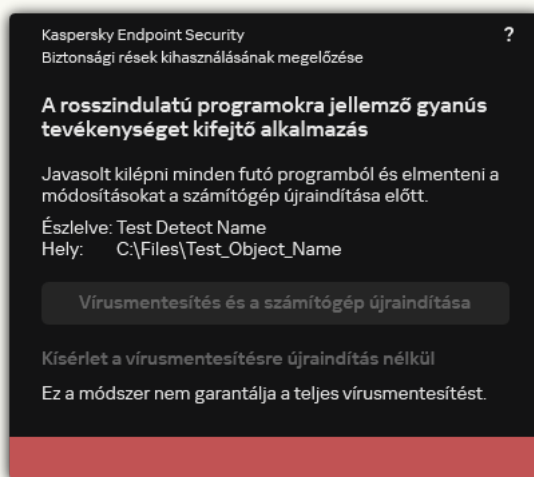 Kaspersky Endpoint Security
?
Biztonsági rések kihasználásának megelőzése
A rosszindulatú programokra jellemző gyanús
tevékenységet kifejtő alkalmazás
Javasolt kilépni minden futó programból és elmenteni a
módosításokat a számítógép újraindítása előtt.
Észlelve: Test Detect Name
Hely: C:\Files\Test_Object_Name
Vírusmentesítés és a számítógép újraindítása
Kísérlet a vírusmentesítésre újraindítás nélkül
Ez a módszer nem garantálja a teljes vírusmentesítést.